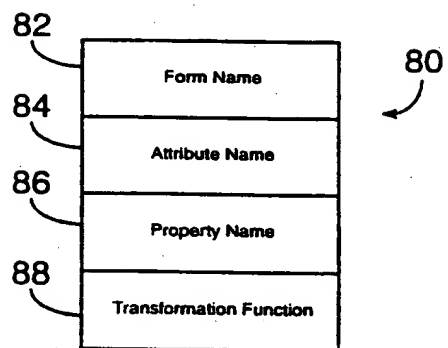 82
Form Name
80
84
Attribute Name
86
Property Name
88
Transformation Function